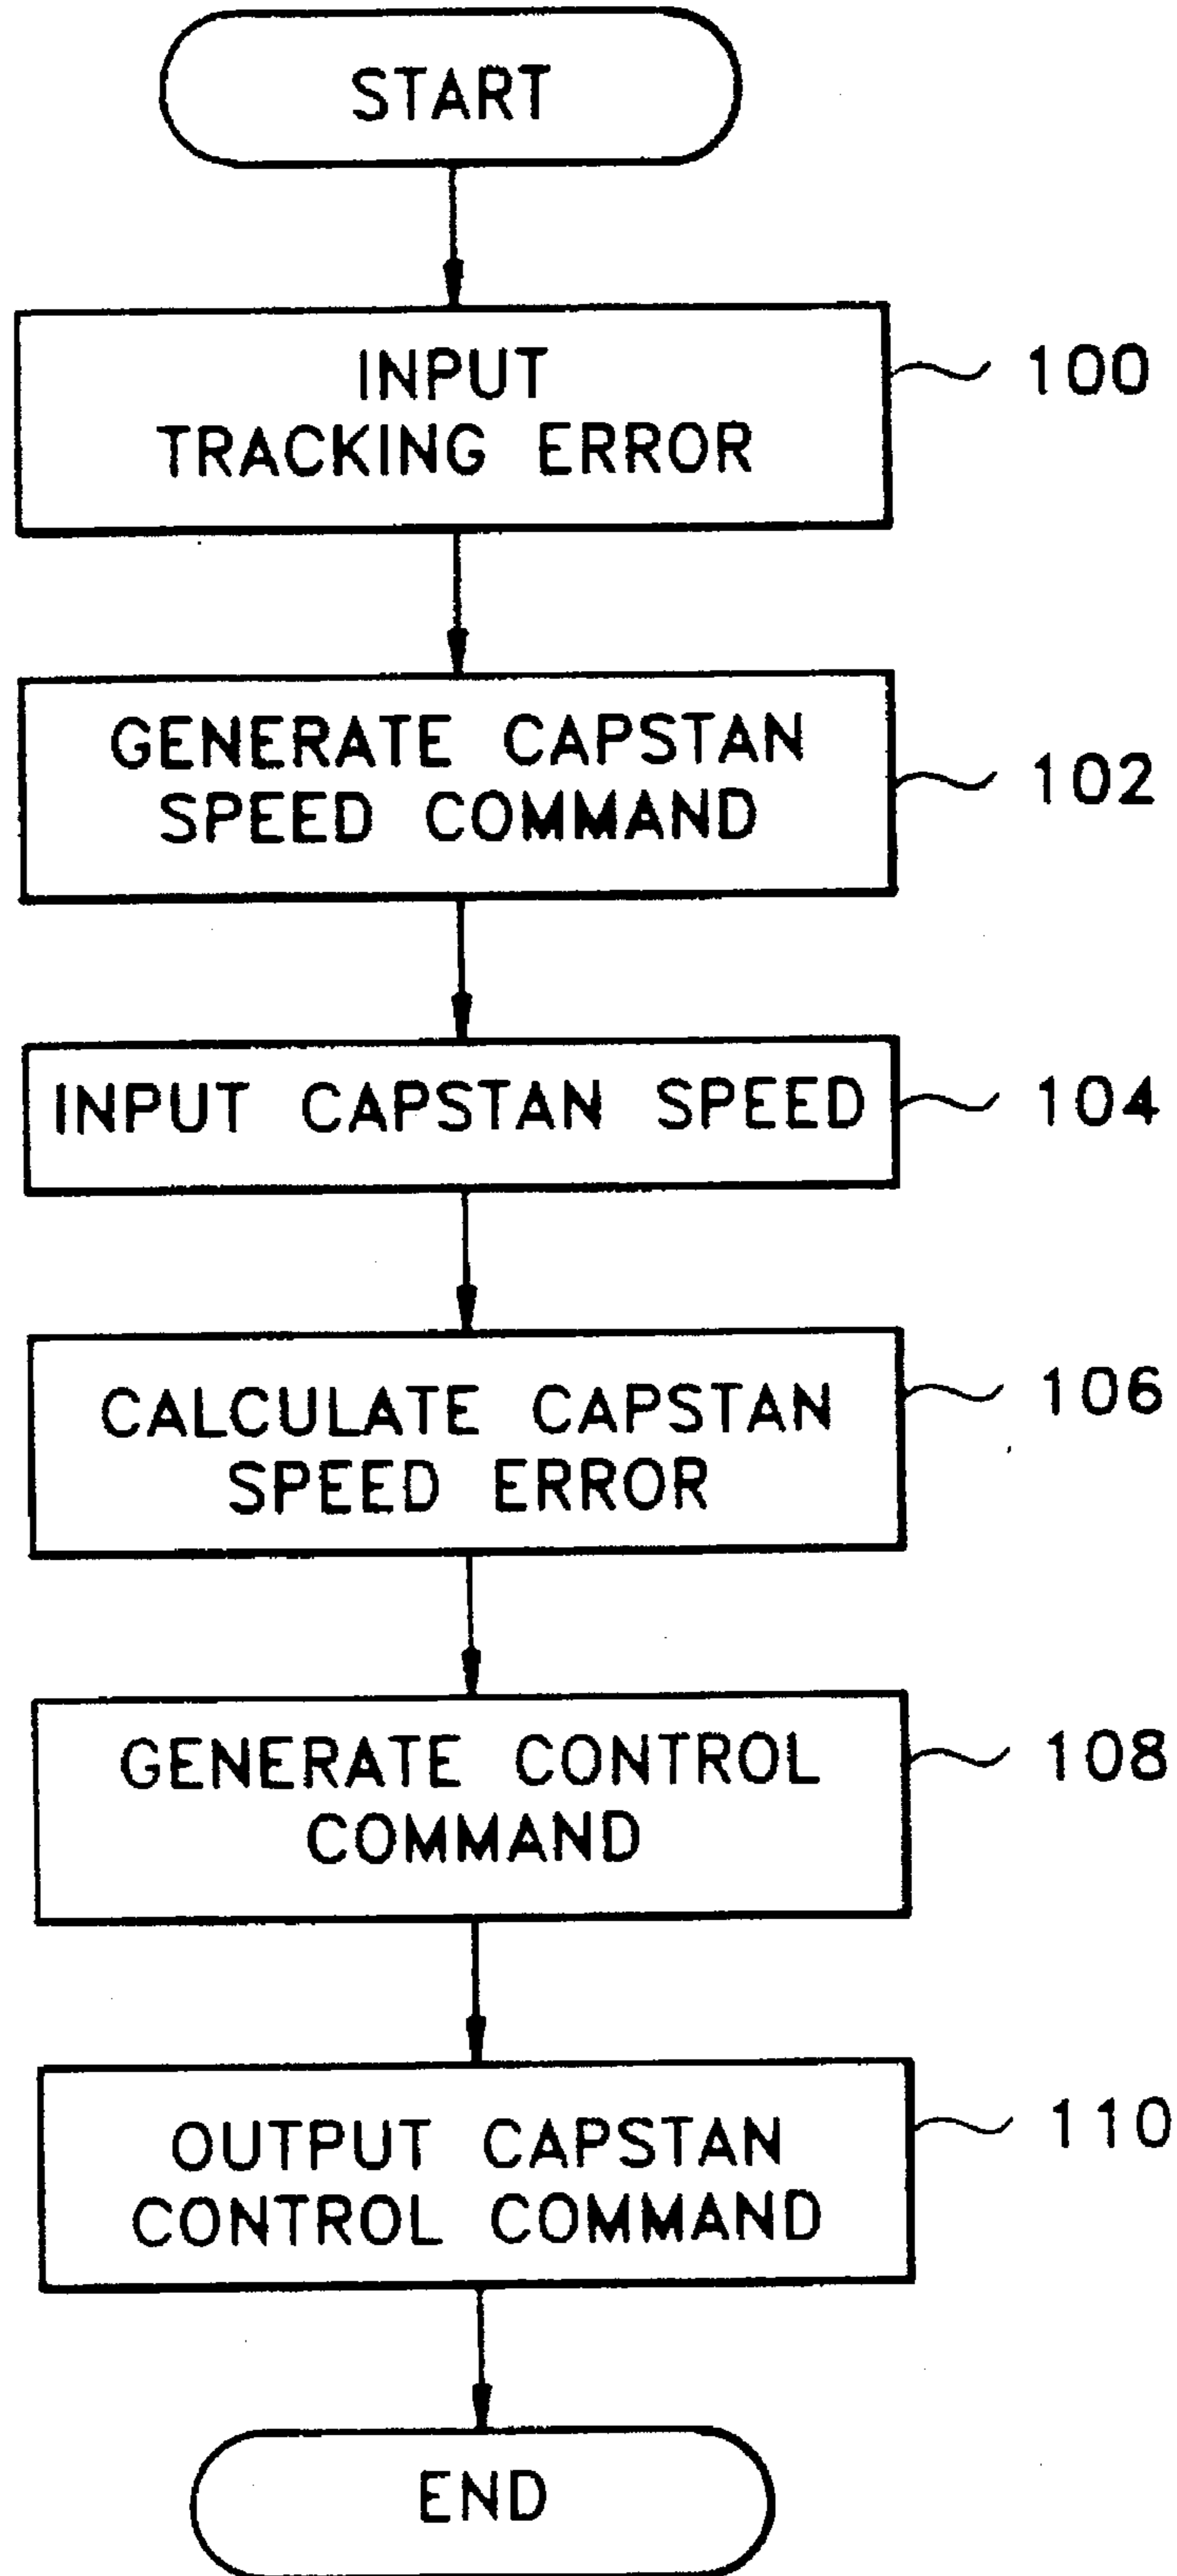 START
INPUT
TRACKING ERROR
100
GENERATE CAPSTAN
SPEED COMMAND
102
INPUT CAPSTAN SPEED
104
CALCULATE CAPSTAN
SPEED ERROR
106
GENERATE CONTROL
COMMAND
108
OUTPUT CAPSTAN
CONTROL COMMAND
110
END